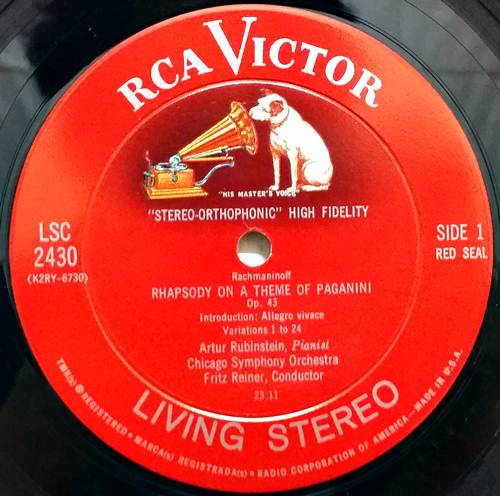 RCA VICTOR
"HIS MASTER'S VOICE"
"STEREO-ORTHOPHONIC" HIGH FIDELITY
LSC
2430
(K2RY-6730)
SIDE 1
RED SEAL
Rachmaninoff
RHAPSODY ON A THEME OF PAGANINI
Op. 43
Introduction: Allegro vivace
Variations 1 to 24
Artur Rubinstein, Pianist
Chicago Symphony Orchestra
Fritz Reiner, Conductor
23:11
LIVING STEREO
TMK(s) ® REGISTERED • MARCA(s) REGISTRADA(s) • RADIO CORPORATION OF AMERICA—MADE IN U.S.A.